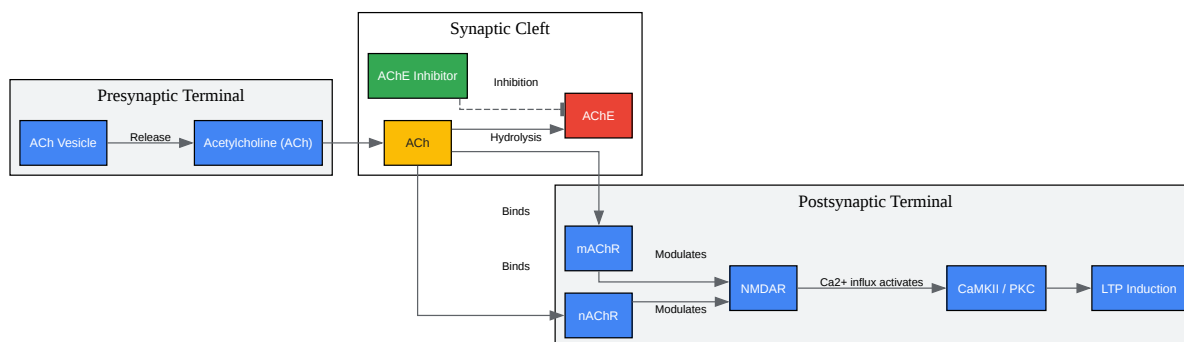 Synaptic Cleft
AChE Inhibitor
Inhibition
Presynaptic Terminal
AChE
ACh Vesicle
Release
Acetylcholine (ACh)
ACh
Hydrolysis
Postsynaptic Terminal
Binds
mAChR
Modulates
Binds
NMDAR
Ca2+ influx activates
CaMKII / PKC
LTP Induction
nAChR
Modulates